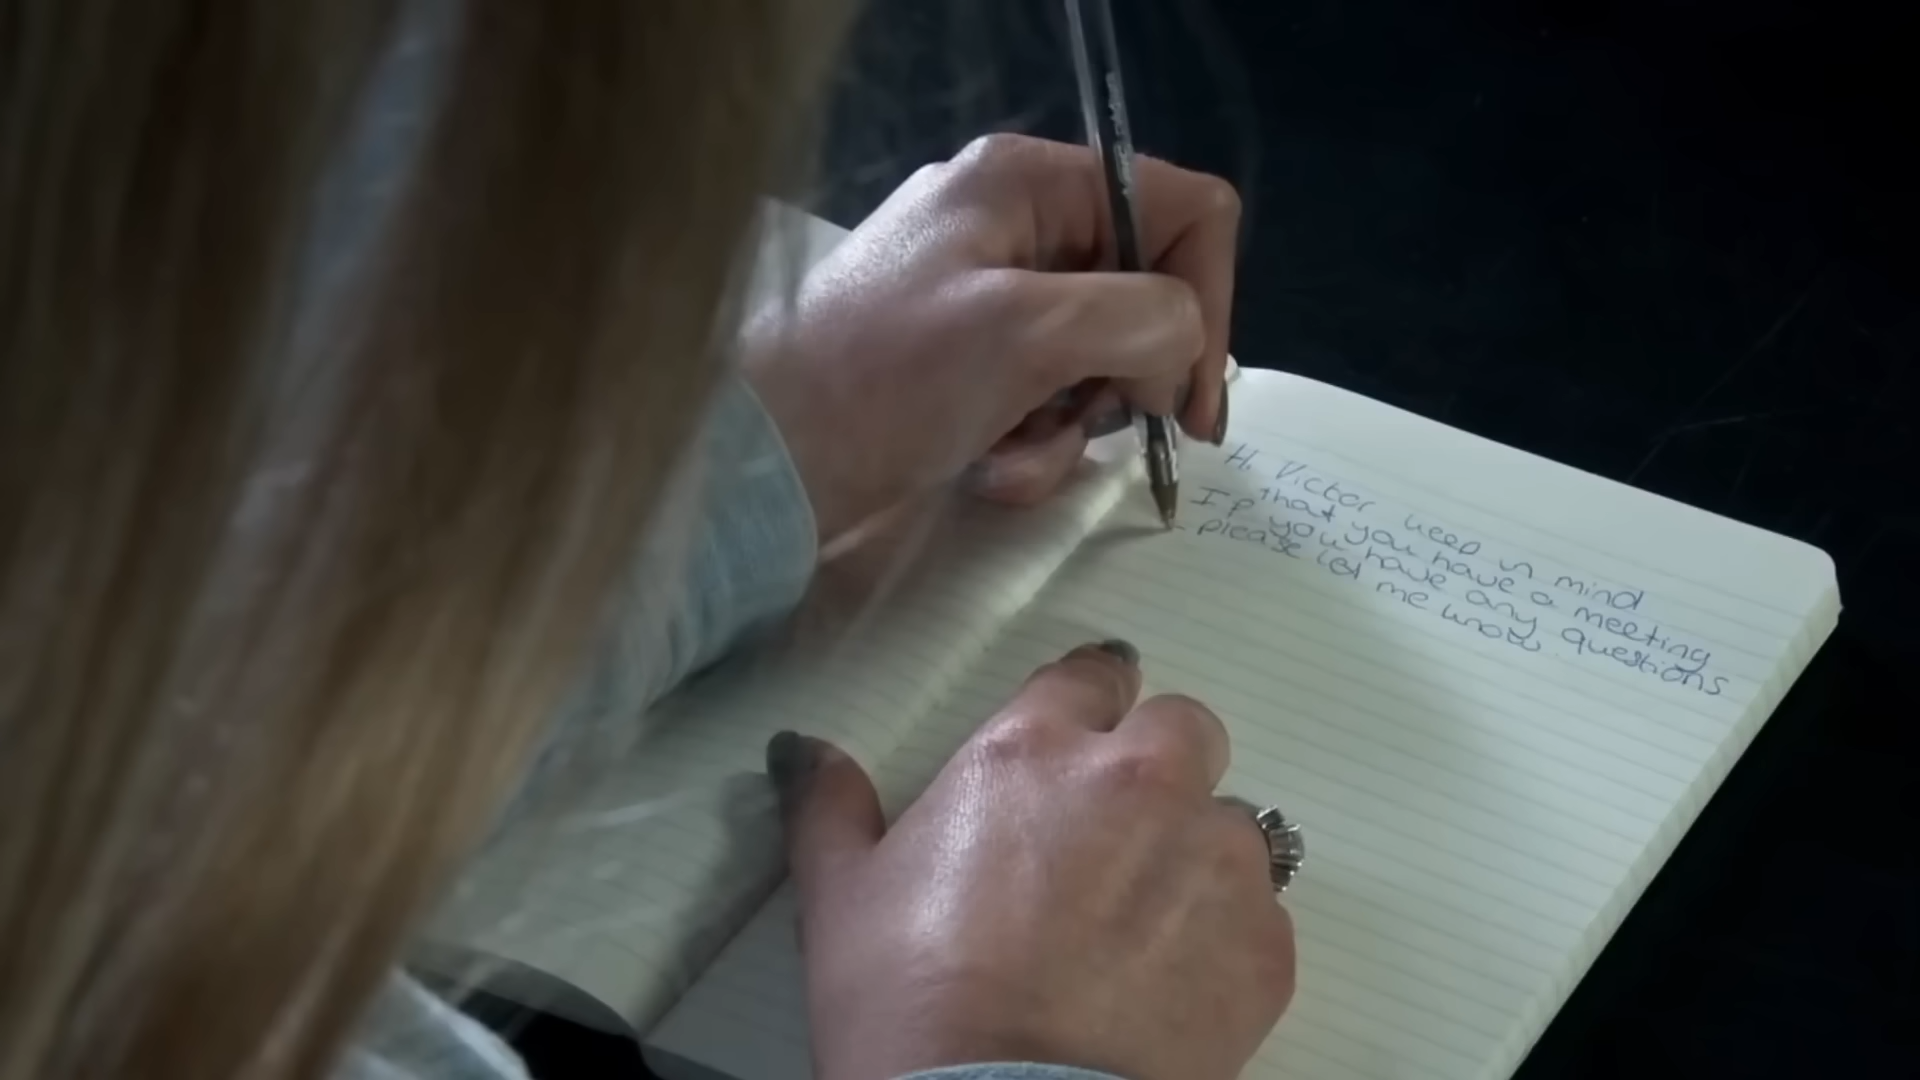 Hi Victor keep in mind
that you have a meeting
If you have any questions
- please let me know.